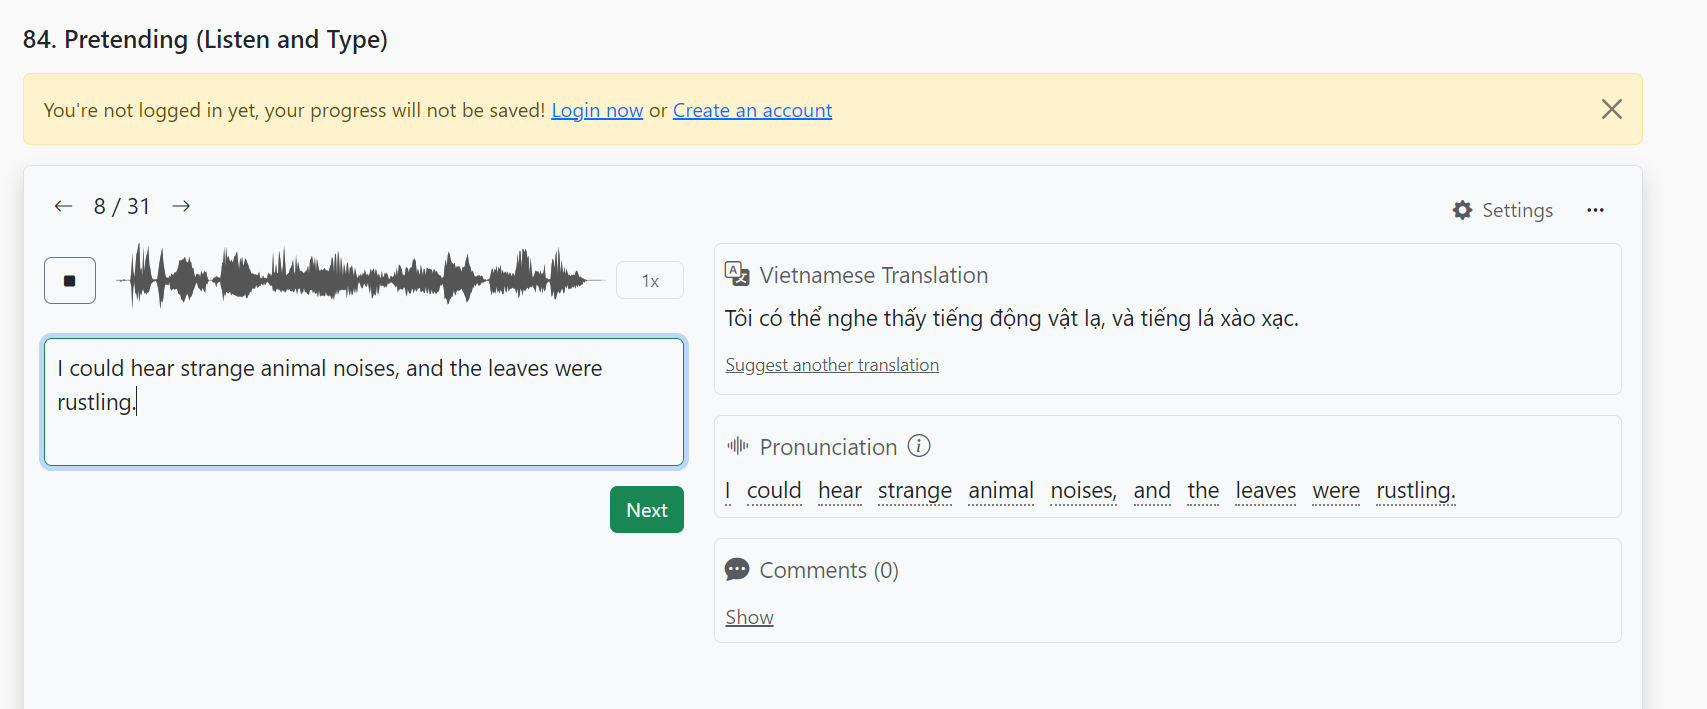 84. Pretending (Listen and Type)
You're not logged in yet, your progress will not be saved! Login now or Create an account
8 / 31
Settings
1x
I could hear strange animal noises, and the leaves were
rustling.
Next
Vietnamese Translation
Tôi có thể nghe thấy tiếng động vật lạ, và tiếng lá xào xạc.
Suggest another translation
Pronunciation
I could hear strange animal noises, and the leaves were rustling.
Comments (0)
Show